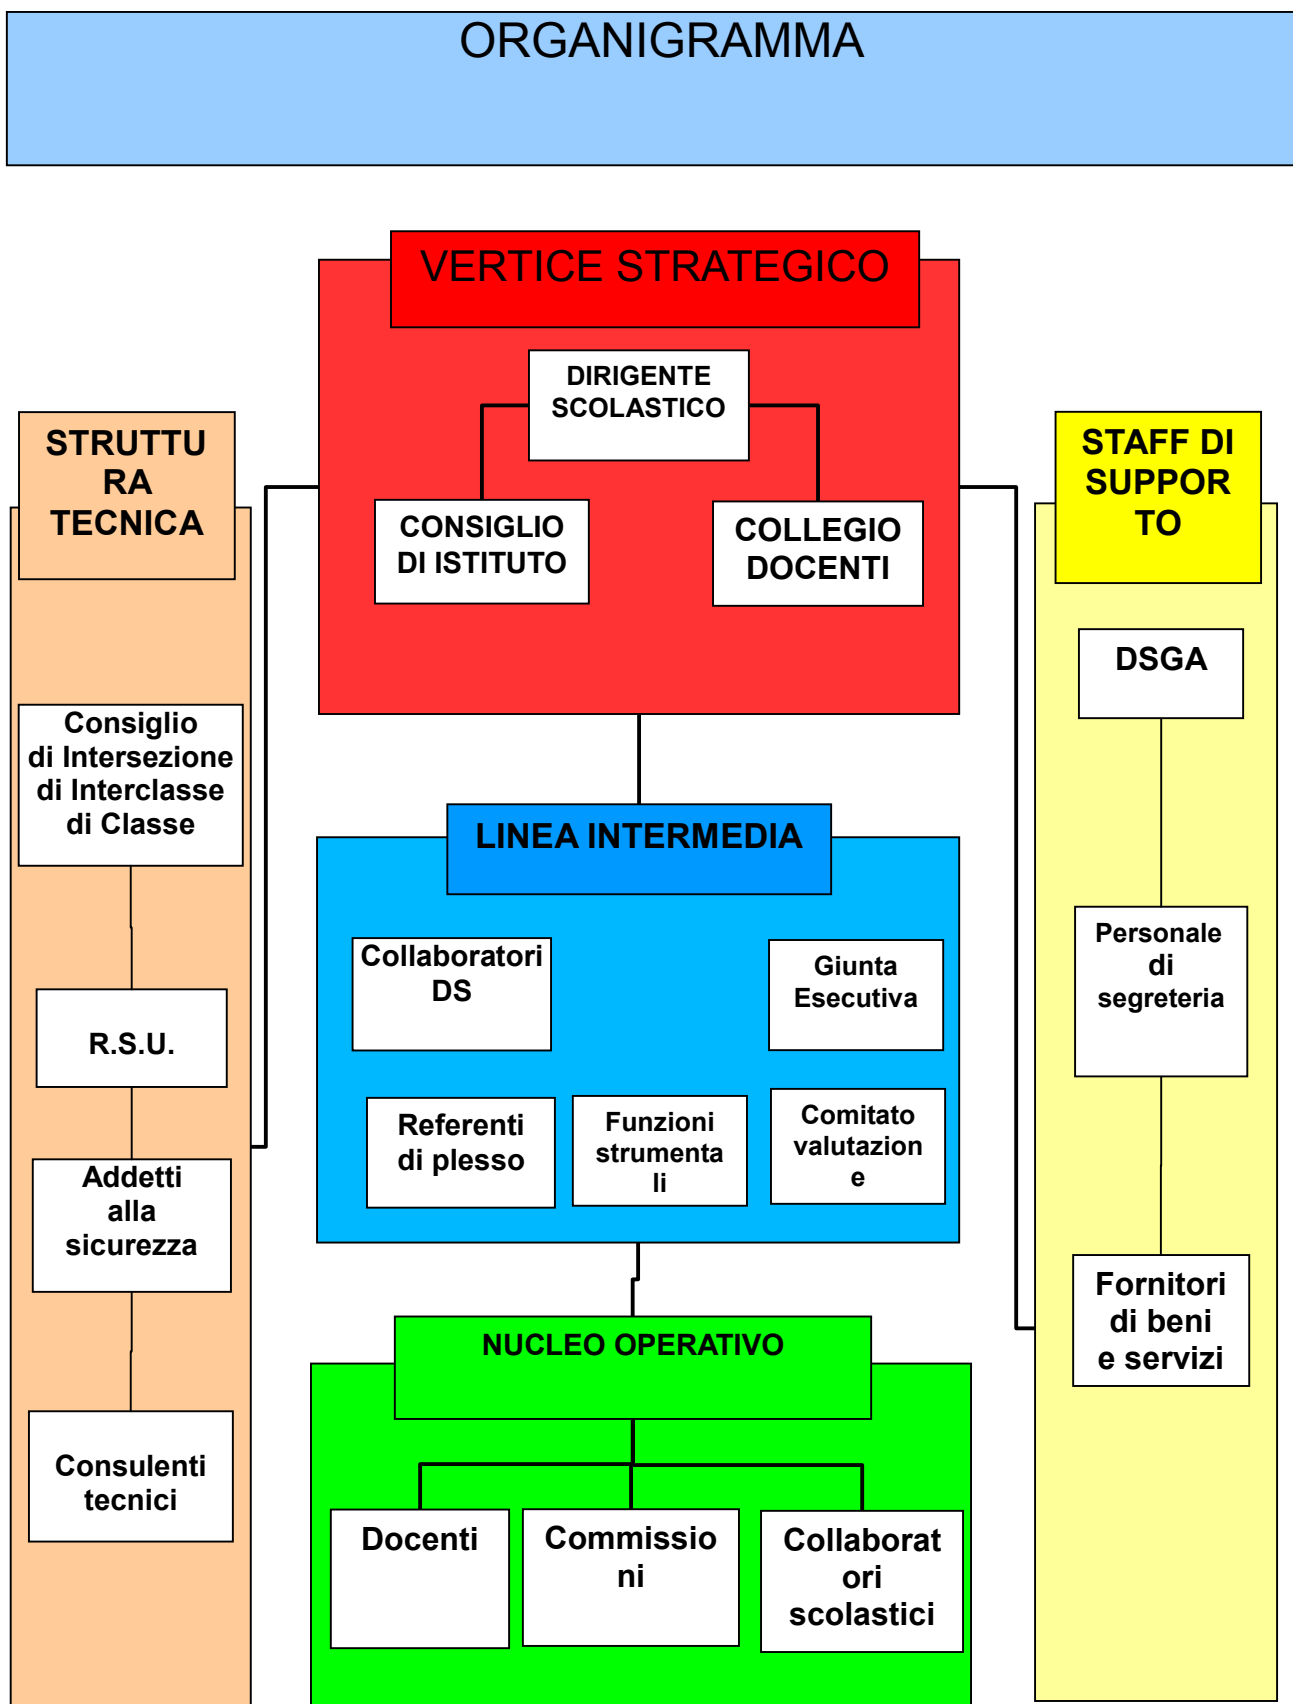 ORGANIGRAMMA
VERTICE STRATEGICO
DIRIGENTE
SCOLASTICO
CONSIGLIO
DI ISTITUTO
COLLEGIO
DOCENTI
STRUTTU
RA
TECNICA
Consiglio
di Intersezione
di Interclasse
di Classe
R.S.U.
Addetti
alla
sicurezza
Consulenti
tecnici
LINEA INTERMEDIA
Collaboratori
DS
Giunta
Esecutiva
Referenti
di plesso
Funzioni
strumenta
li
Comitato
valutazion
e
NUCLEO OPERATIVO
Docenti
Commissio
ni
Collaborat
ori
scolastici
STAFF DI
SUPPOR
TO
DSGA
Personale
di
segreteria
Fornitori
di beni
e servizi